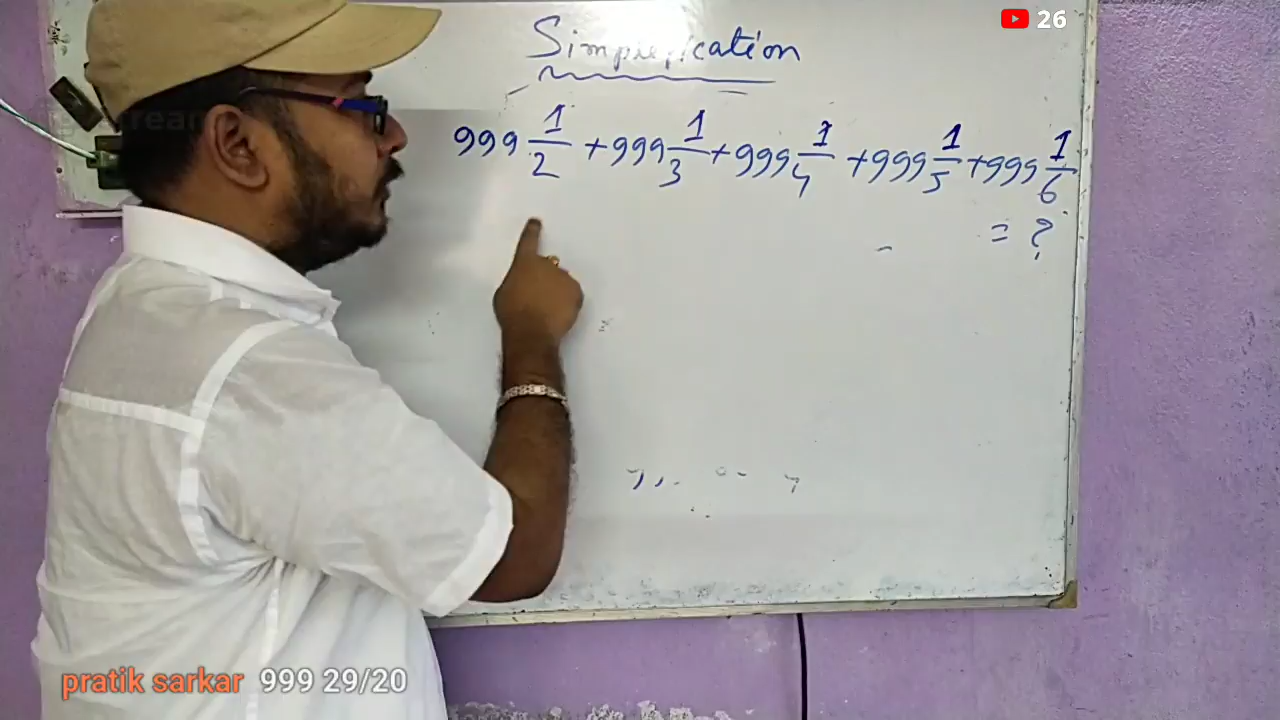 26
Simplification
999 1/2 + 999 1/3 + 999 1/4 + 999 1/5 + 999 1/6
= ?
pratik sarkar 999 29/20